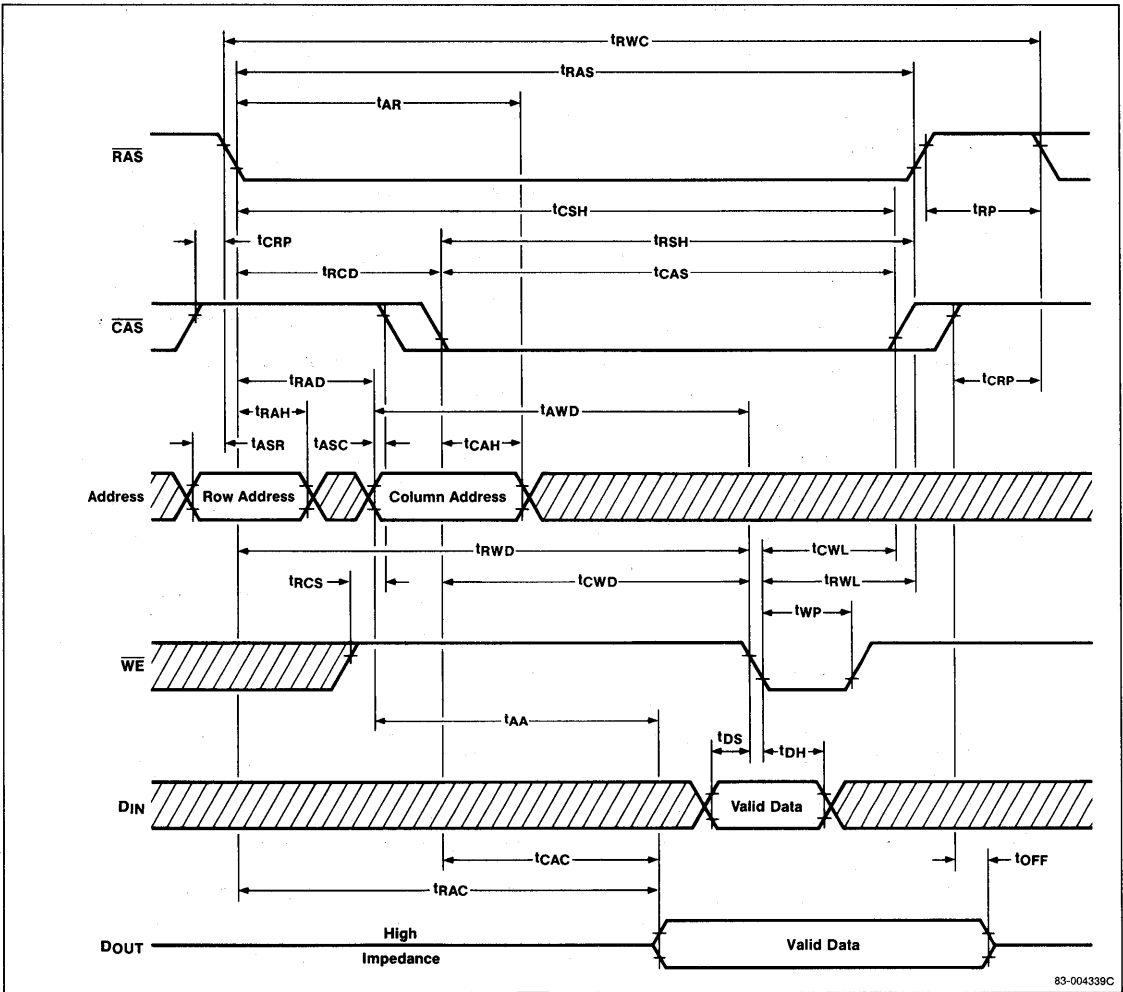 tRWC
tRAS
tAR
RAS
tCSH
tRP
tCRP
tRSH
tRCD
tCAS
CAS
tRAD
tCRP
tRAH
tAWD
tASR
tASC
tCAH
Address
Row Address
Column Address
tRWD
tCWL
tRCS
tCWD
tRWL
tWP
WE
tAA
tDS
tDH
DIN
Valid Data
tCAC
tOFF
tRAC
DOUT
High
Impedance
Valid Data
83-004339C